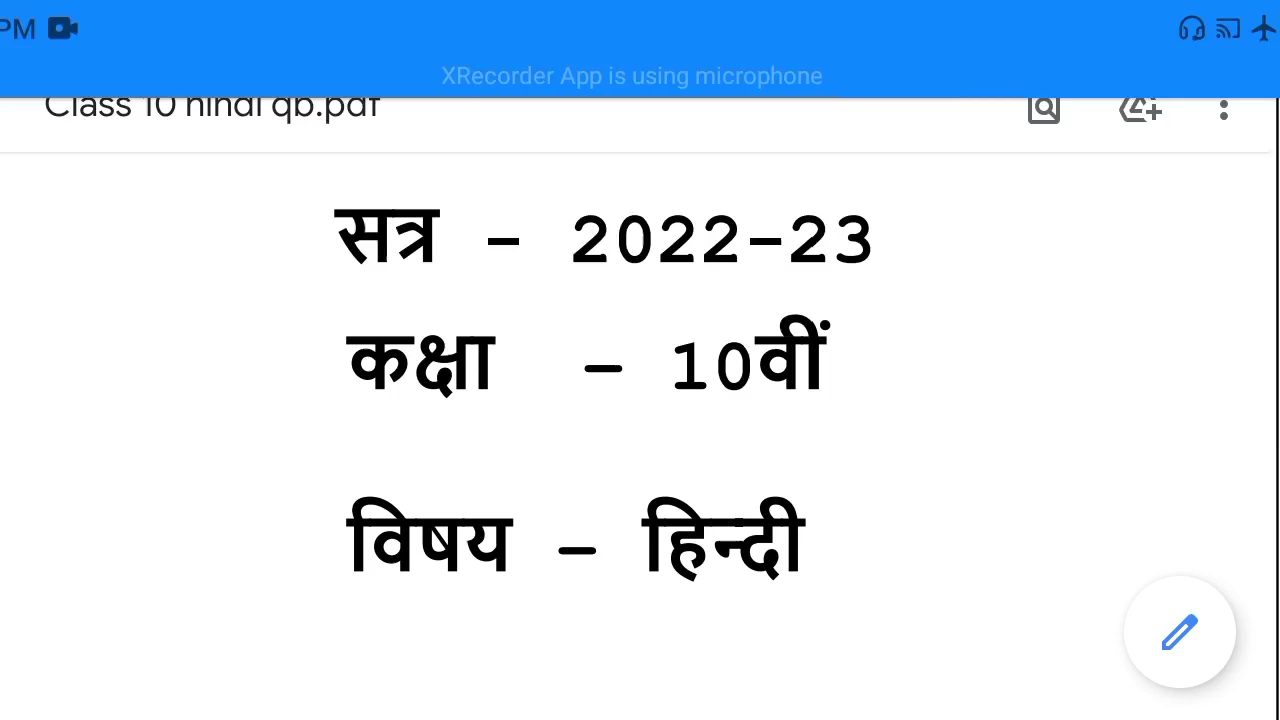 PM
XRecorder App is using microphone
Class 10 hindi qb.pdf
सत्र - 2022-23
कक्षा - 10वीं
विषय - हिन्दी